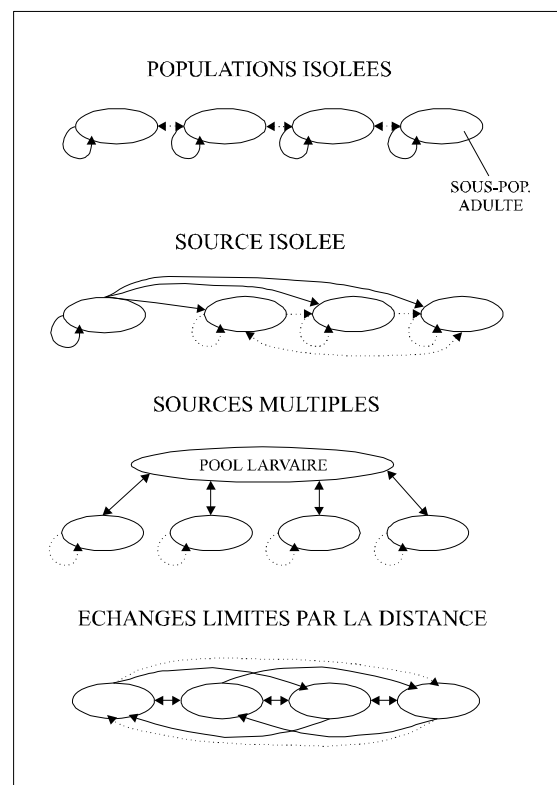 POPULATIONS ISOLEES
SOUS-POP.
ADULTE
SOURCE ISOLEE
SOURCES MULTIPLES
POOL LARVAIRE
ECHANGES LIMITES PAR LA DISTANCE